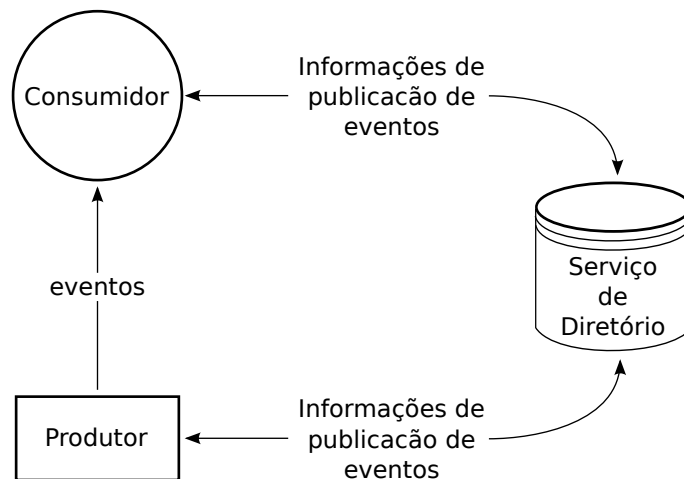 Consumidor
Informações de
publicacão de
eventos
Serviço
de
Diretório
eventos
Produtor
Informações de
publicacão de
eventos